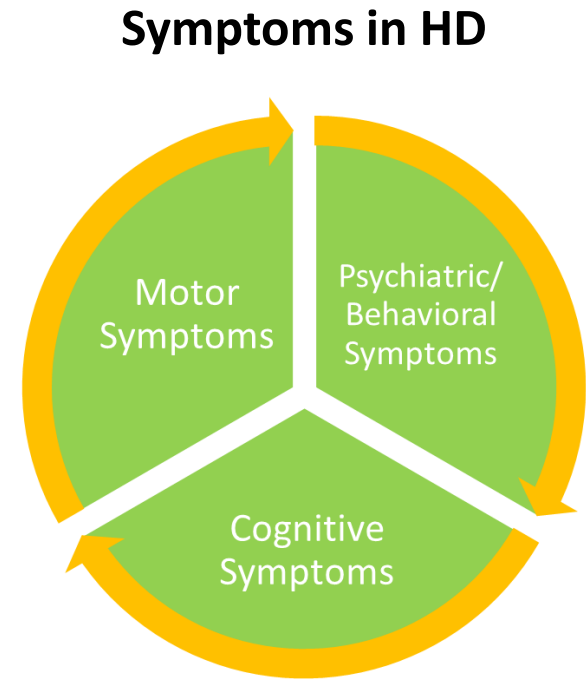 Symptoms in HD
Motor
Symptoms
Psychiatric/
Behavioral
Symptoms
Cognitive
Symptoms